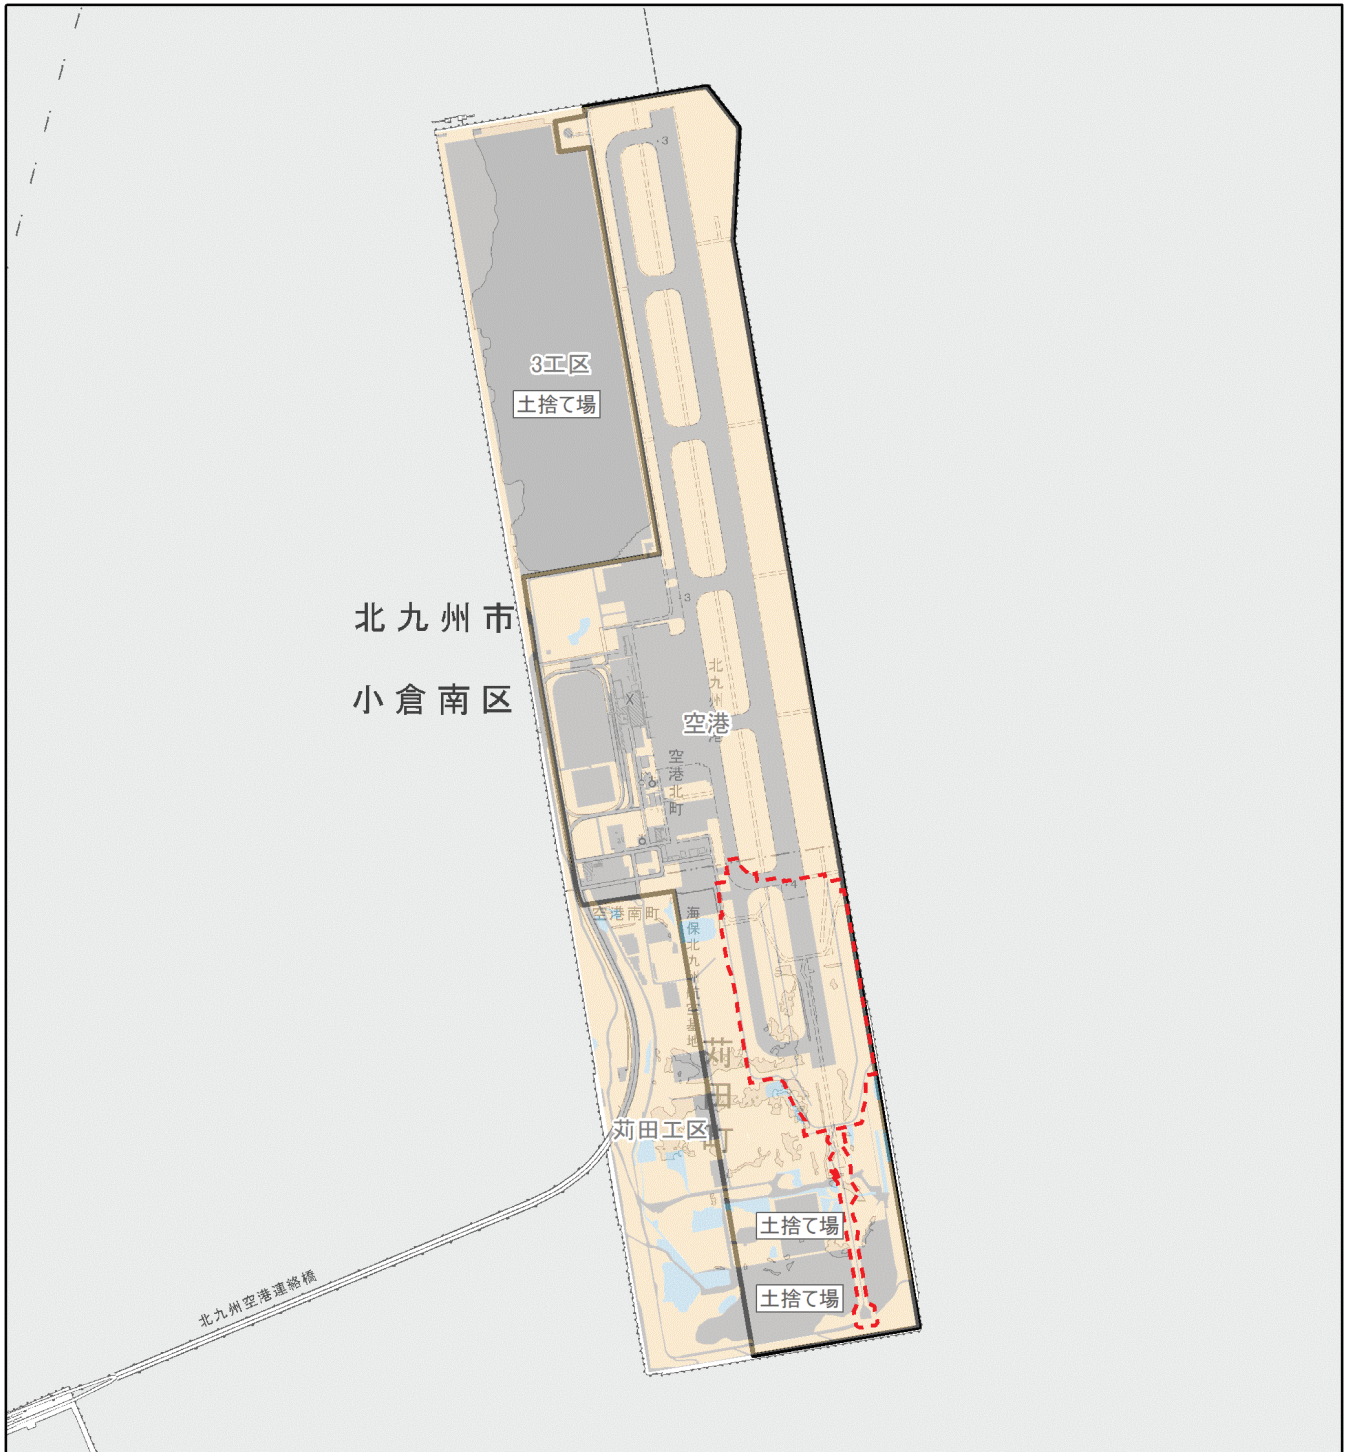 3
3工区
土捨て場
3
北九州市
小倉南区
北九州空港
空港
空港北町
4
空港南町
海保北九州航空基地
苅田町
苅田工区
土捨て場
土捨て場
北九州空港連絡橋